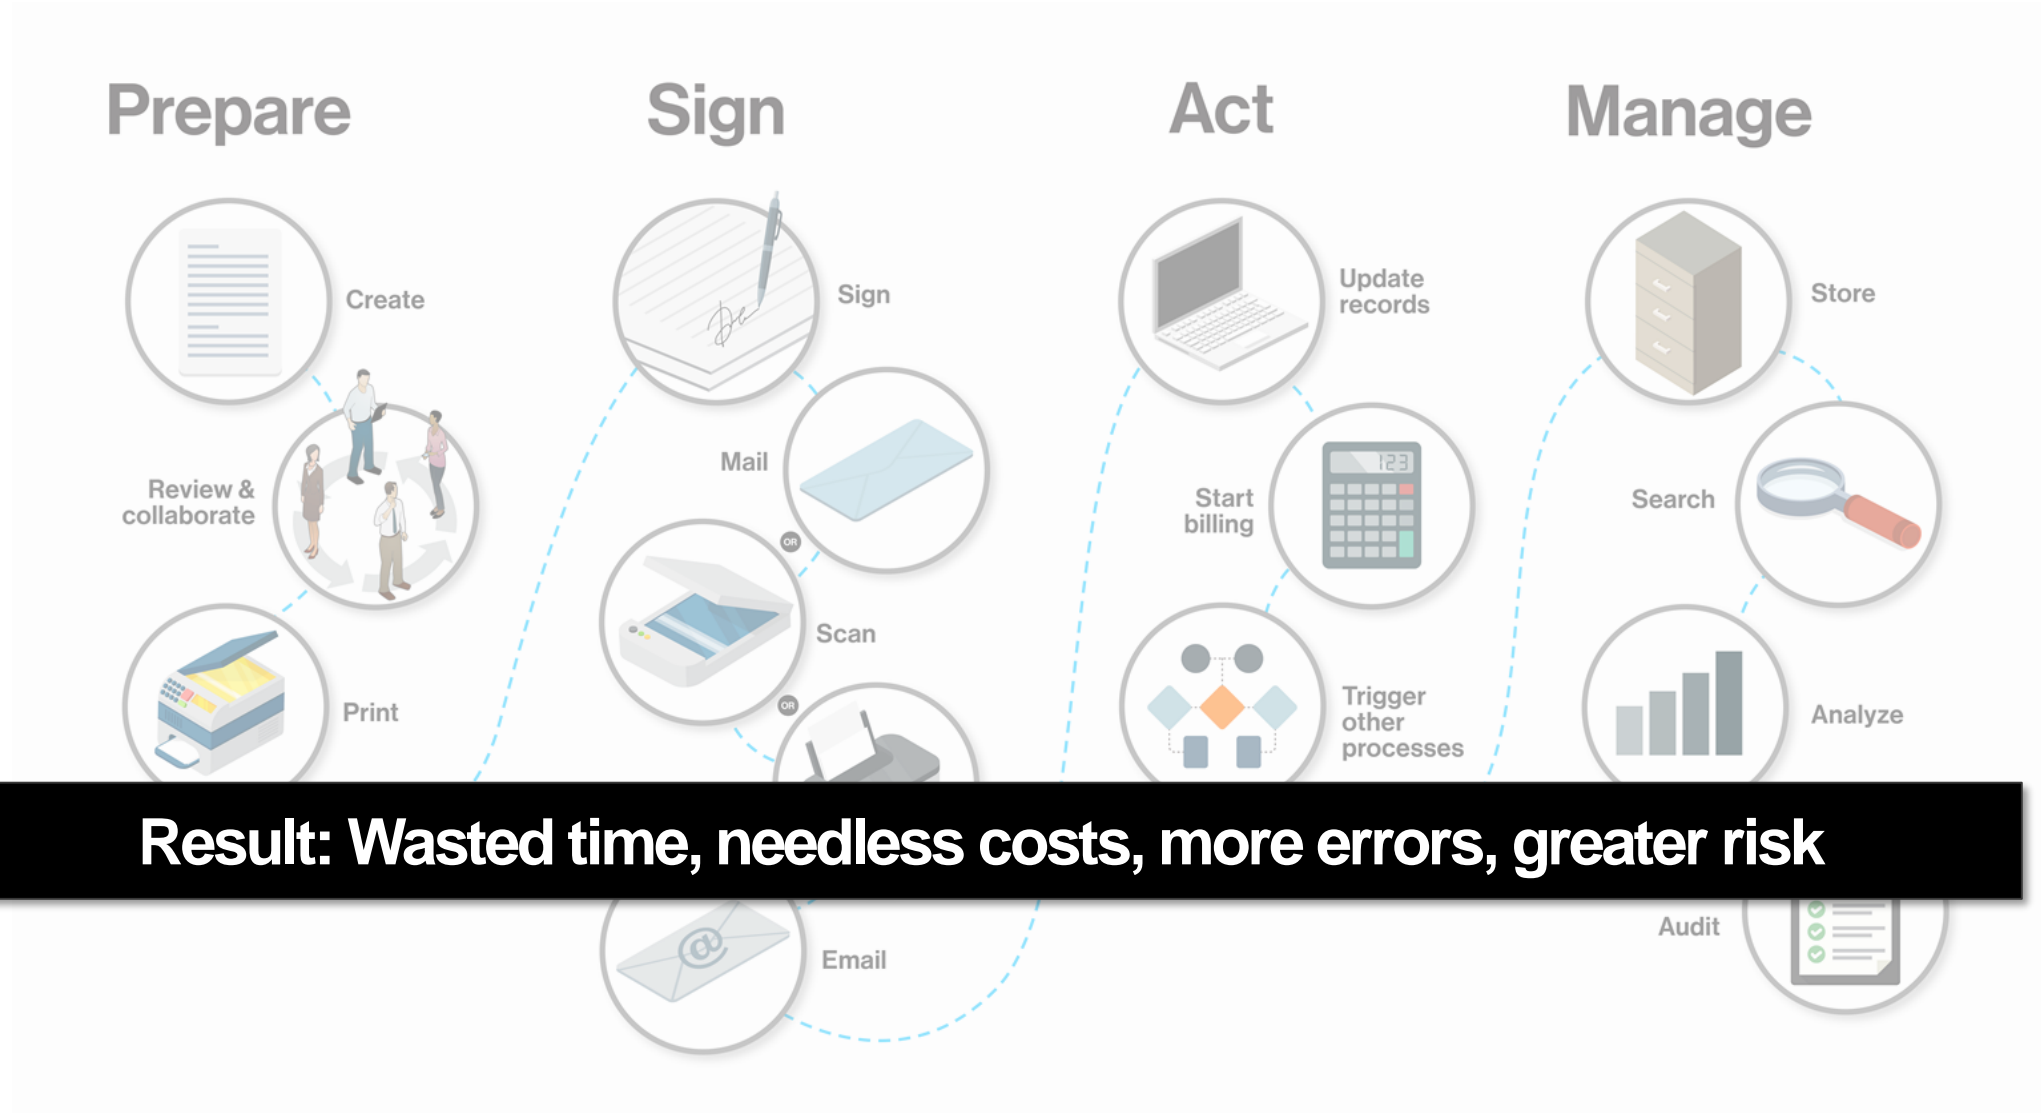 Prepare
Create
Review &
collaborate
Print
Sign
Sign
Mail
OR
Scan
OR
Email
Act
Update
records
Start
billing
123
Trigger
other
processes
Manage
Store
Search
Analyze
Audit
Result: Wasted time, needless costs, more errors, greater risk
@